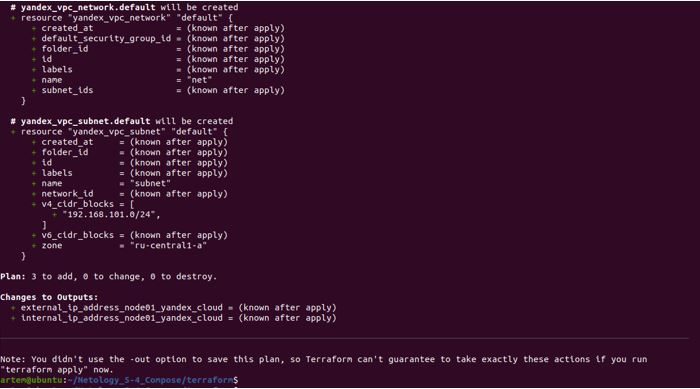 # yandex_vpc_network.default will be created
+ resource "yandex_vpc_network" "default" {
+ created_at = (known after apply)
+ default_security_group_id = (known after apply)
+ folder_id = (known after apply)
+ id = (known after apply)
+ labels = (known after apply)
+ name = "net"
+ subnet_ids = (known after apply)
}
# yandex_vpc_subnet.default will be created
+ resource "yandex_vpc_subnet" "default" {
+ created_at = (known after apply)
+ folder_id = (known after apply)
+ id = (known after apply)
+ labels = (known after apply)
+ name = "subnet"
+ network_id = (known after apply)
+ v4_cidr_blocks = [
+ "192.168.101.0/24",
]
+ v6_cidr_blocks = (known after apply)
+ zone = "ru-central1-a"
}
Plan: 3 to add, 0 to change, 0 to destroy.
Changes to Outputs:
+ external_ip_address_node01_yandex_cloud = (known after apply)
+ internal_ip_address_node01_yandex_cloud = (known after apply)
Note: You didn't use the -out option to save this plan, so Terraform can't guarantee to take exactly these actions if you run
"terraform apply" now.
artem@ubuntu:~/Netology_5-4_Compose/terraform$